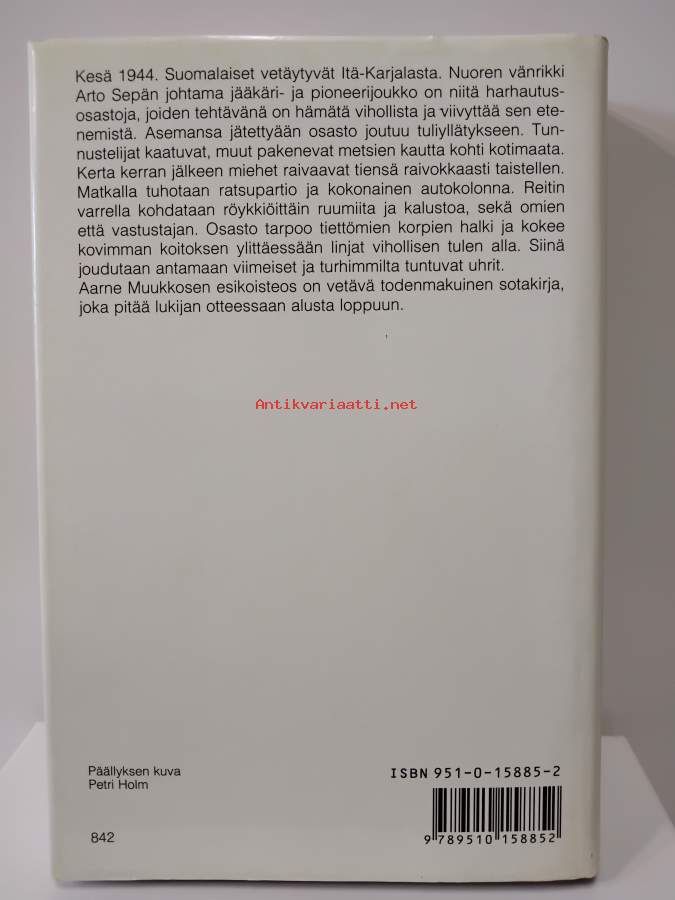 Kesä 1944. Suomalaiset vetäytyvät Itä-Karjalasta. Nuoren vänrikki
Arto Sepän johtama jääkäri- ja pioneerijoukko on niitä harhautus-
osastoja, joiden tehtävänä on hämätä vihollista ja viivyttää sen ete-
nemistä. Asemansa jätettyään osasto joutuu tuliyllätykseen. Tun-
nustelijat kaatuvat, muut pakenevat metsien kautta kohti kotimaata.
Kerta kerran jälkeen miehet raivaavat tiensä raivokkaasti taistellen.
Matkalla tuhotaan ratsupartio ja kokonainen autokolonna. Reitin
varrella kohdataan röykkiöittäin ruumiita ja kalustoa, sekä omien
että vastustajan. Osasto tarpoo tiettömien korpien halki ja kokee
kovimman koitoksen ylittäessään linjat vihollisen tulen alla. Siinä
joudutaan antamaan viimeiset ja turhimmilta tuntuvat uhrit.
Aarne Muukkosen esikoisteos on vetävä todenmakuinen sotakirja,
joka pitää lukijan otteessaan alusta loppuun.
Antikvariaatti.net
Päällyksen kuva
Petri Holm
842
ISBN 951-0-15885-2
9 789510 158852